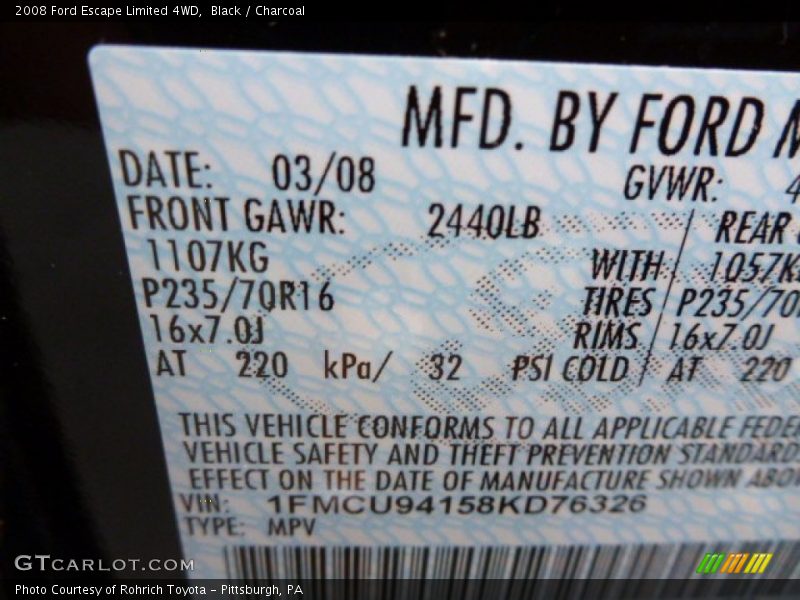 2008 Ford Escape Limited 4WD, Black / Charcoal
MFD. BY FORD
DATE: 03/08 GVWR:
FRONT GAWR: 2440LB REAR
1107KG WITH 1057K
P235/70R16 TIRES P235/70
16x7.0J RIMS 16x7.0J
AT 220 kPa/ 32 PSI COLD AT 220
THIS VEHICLE CONFORMS TO ALL APPLICABLE FEDE
VEHICLE SAFETY AND THEFT PREVENTION STANDARD
EFFECT ON THE DATE OF MANUFACTURE SHOWN ABO
VIN: 1FMCU94158KD76326
TYPE: MPV
GTCARLOT.COM
Photo Courtesy of Rohrich Toyota - Pittsburgh, PA